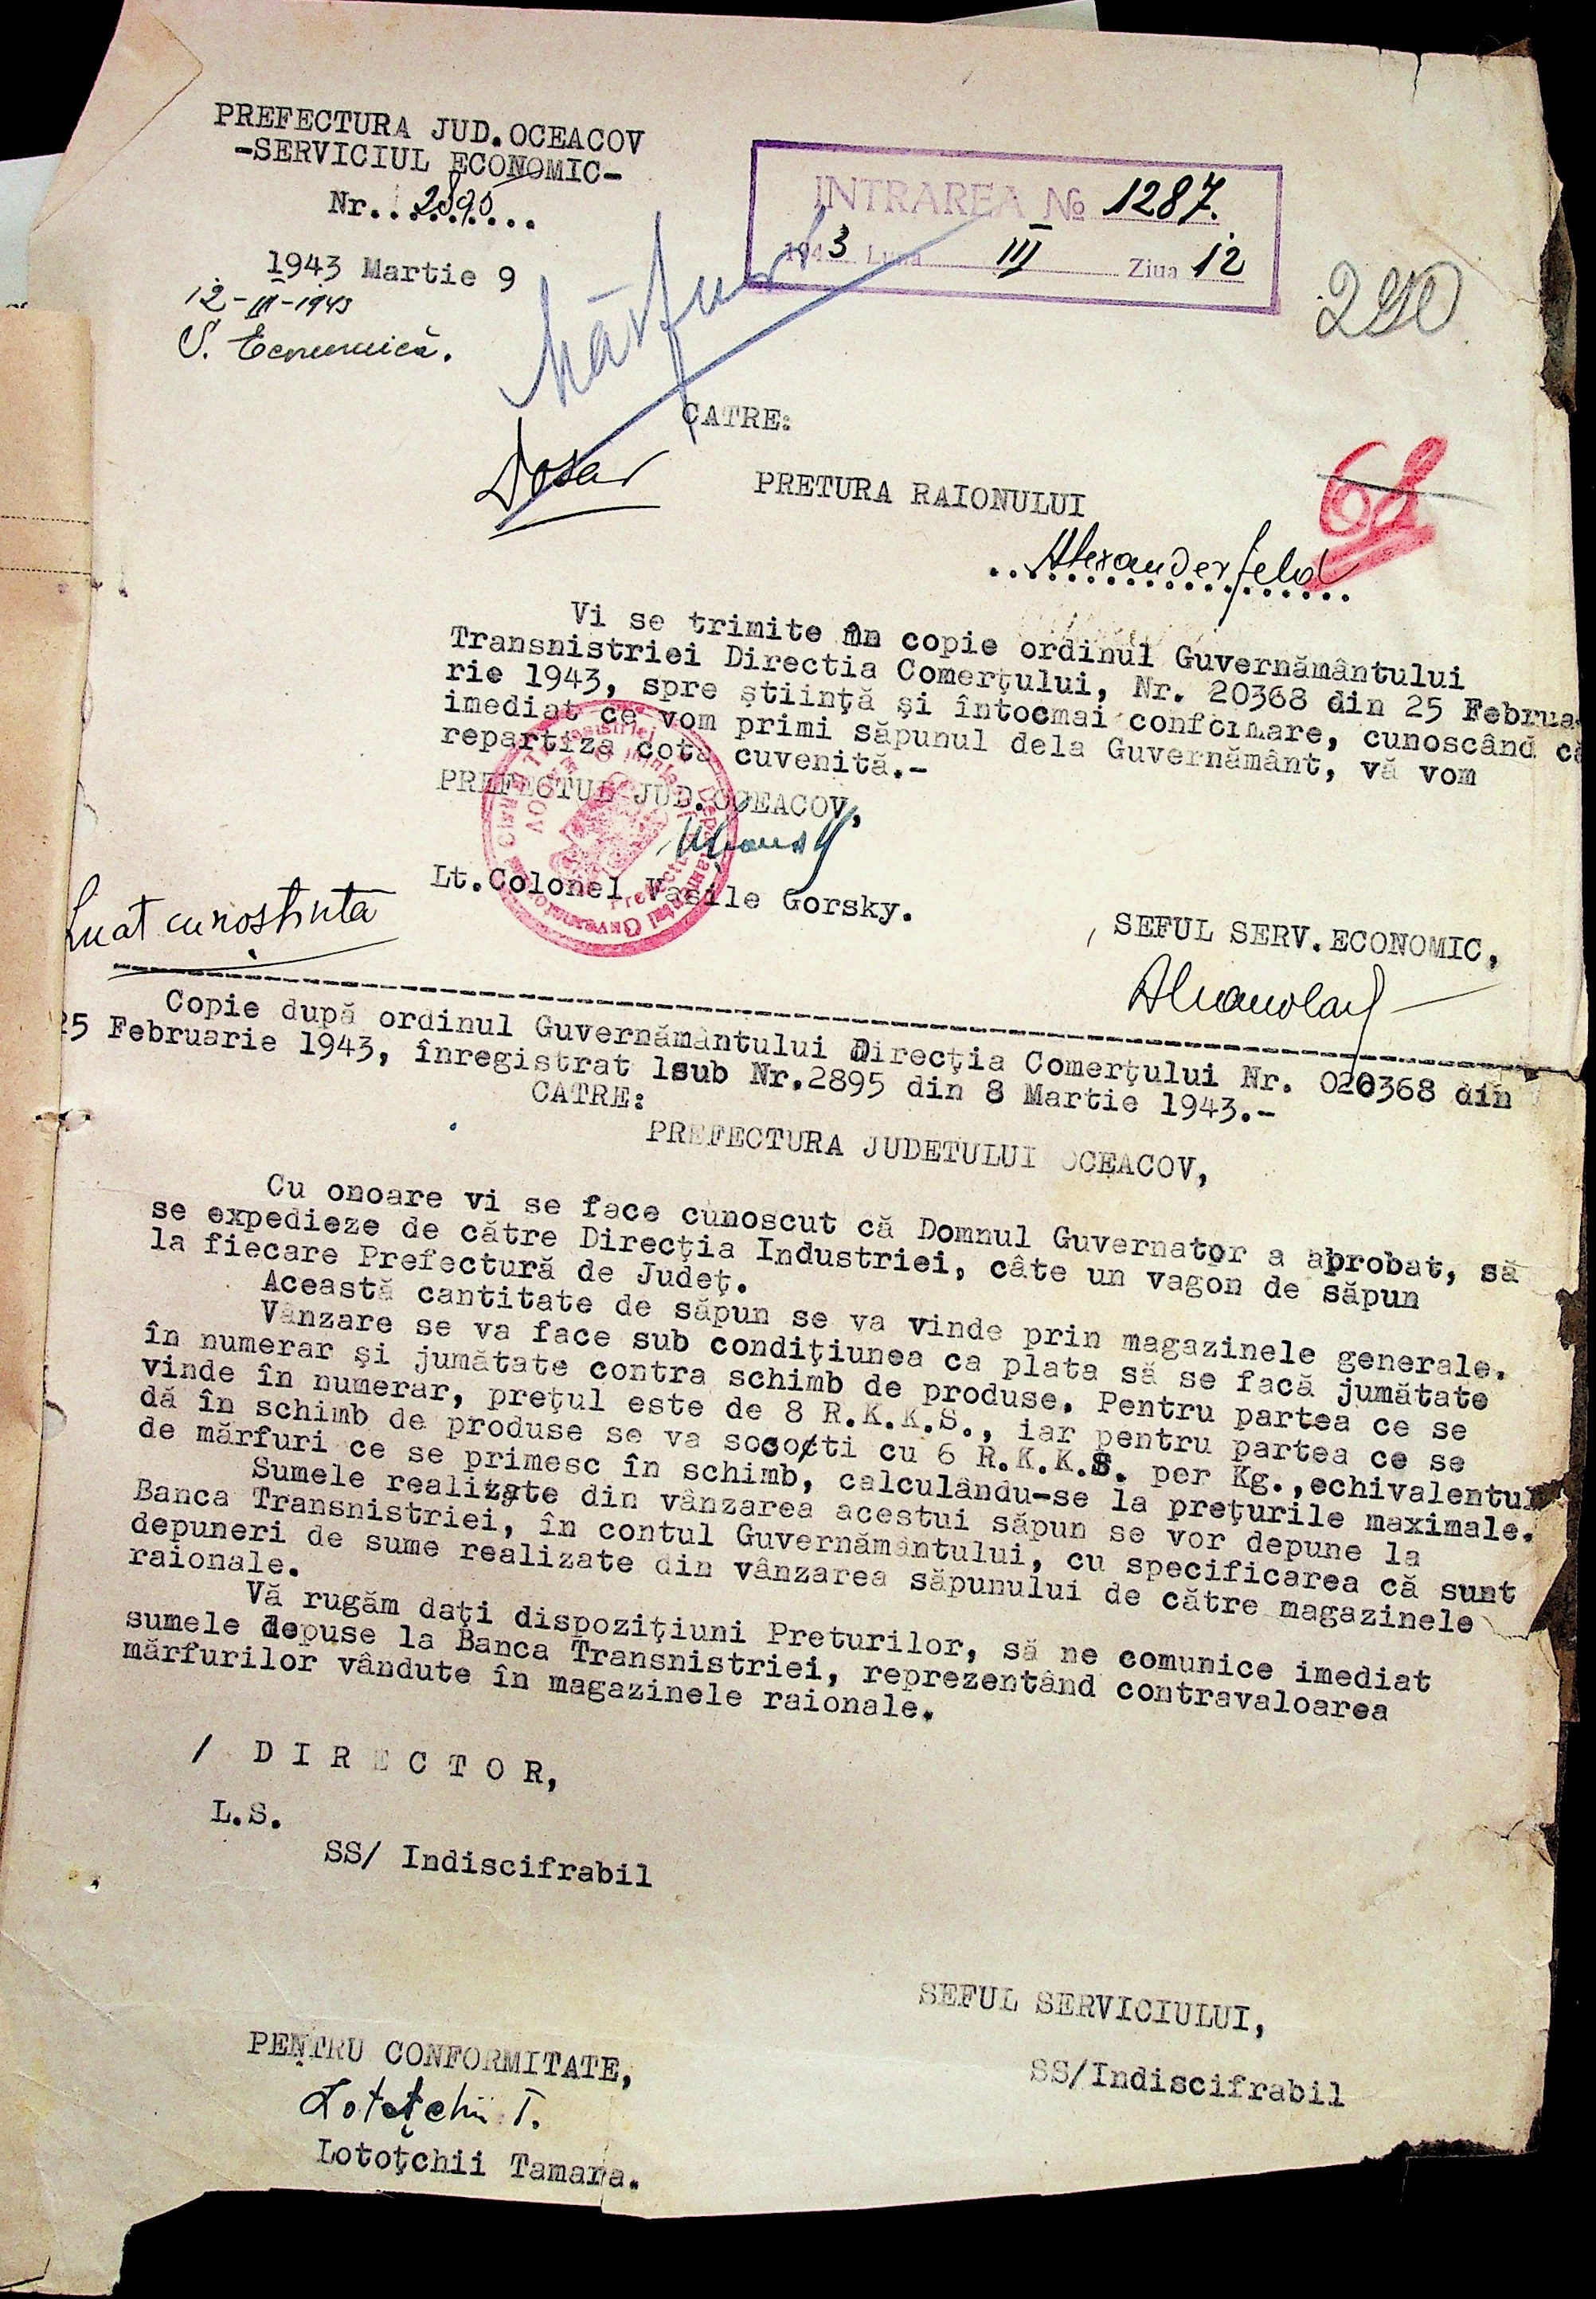 PREFECTURA JUD.OCEACOV
-SERVICIUL ECONOMIC-
Nr. 2895
1943 Martie 9
12-III-1943
S. Economică.
INTRAREA № 1287.
1943 Luna III Ziua 12
290
Mărfuri
Dosar
CATRE:
PRETURA RAIONULUI
68
Alexanderfeld
Vi se trimite în copie ordinul Guvernământului
Transnistriei Directia Comerţului, Nr. 20368 din 25 Februa-
rie 1943, spre ştiinţă şi întocmai conformare, cunoscând că
imediat ce vom primi săpunul dela Guvernământ, vă vom
repartiza cota cuvenită.-
PREFECTUL JUD.OCEACOV,
Lt.Colonel Vasile Gorsky.
Luat cunostinta
SEFUL SERV.ECONOMIC,
Copie după ordinul Guvernământului Direcţia Comerţului Nr. 020368 din
25 Februarie 1943, înregistrat lsub Nr.2895 din 8 Martie 1943.-
CATRE:
PREFECTURA JUDETULUI OCEACOV,
Cu onoare vi se face cunoscut că Domnul Guvernator a aprobat, să
se expedieze de către Direcţia Industriei, câte un vagon de săpun
la fiecare Prefectură de Judeţ.
Această cantitate de săpun se va vinde prin magazinele generale.
Vânzare se va face sub condiţiunea ca plata să se facă jumătate
în numerar şi jumătate contra schimb de produse. Pentru partea ce se
vinde în numerar, preţul este de 8 R.K.K.S., iar pentru partea ce se
dă în schimb de produse se va socoti cu 6 R.K.K.S. per Kg.,echivalentul
de mărfuri ce se primesc în schimb, calculându-se la preţurile maximale.
Sumele realizate din vânzarea acestui săpun se vor depune la
Banca Transnistriei, în contul Guvernământului, cu specificarea că sunt
depuneri de sume realizate din vânzarea săpunului de către magazinele
raionale.
Vă rugăm daţi dispoziţiuni Preturilor, să ne comunice imediat
sumele depuse la Banca Transnistriei, reprezentând contravaloarea
mărfurilor vândute în magazinele raionale.
/ D I R E C T O R,
L.S.
SS/ Indiscifrabil
SEFUL SERVICIULUI,
SS/Indiscifrabil
PENTRU CONFORMITATE,
Lotoţchii T.
Lotoţchii Tamara.